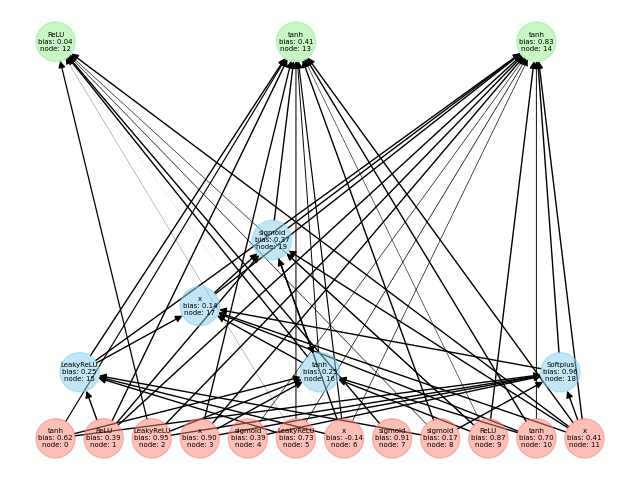 ReLU
bias: 0.04
node: 12
tanh
bias: 0.41
node: 13
tanh
bias: 0.83
node: 14
sigmoid
bias: 0.37
node: 19
x
bias: 0.14
node: 17
LeakyReLU
bias: 0.25
node: 15
tanh
bias: 0.25
node: 16
Softplus
bias: 0.96
node: 18
tanh
bias: 0.62
node: 0
ReLU
bias: 0.39
node: 1
LeakyReLU
bias: 0.95
node: 2
x
bias: 0.90
node: 3
sigmoid
bias: 0.39
node: 4
LeakyReLU
bias: 0.73
node: 5
x
bias: -0.14
node: 6
sigmoid
bias: 0.91
node: 7
sigmoid
bias: 0.17
node: 8
ReLU
bias: 0.87
node: 9
tanh
bias: 0.70
node: 10
x
bias: 0.41
node: 11